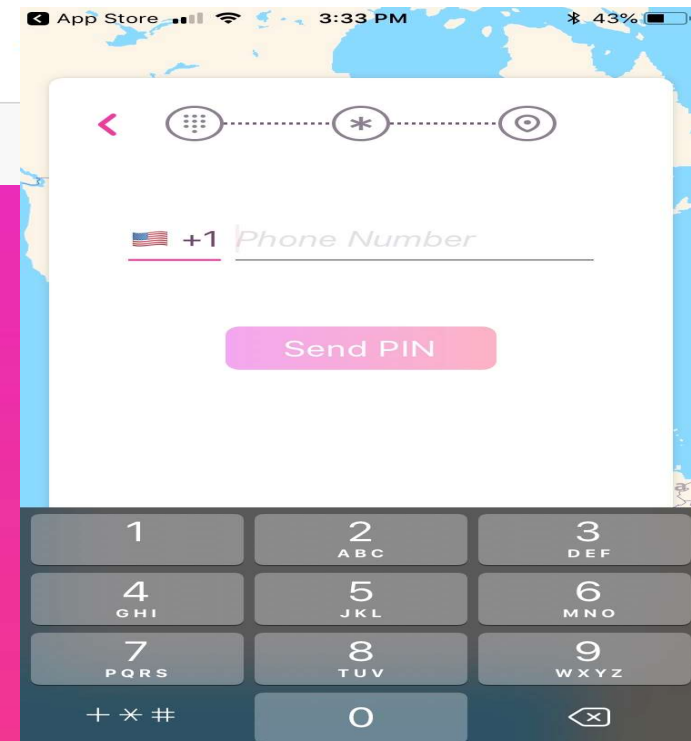 App Store 3:33 PM 43%
+1 Phone Number
Send PIN
1 2 3
ABC DEF
4 5 6
GHI JKL MNO
7 8 9
PQRS TUV WXYZ
+ * # 0